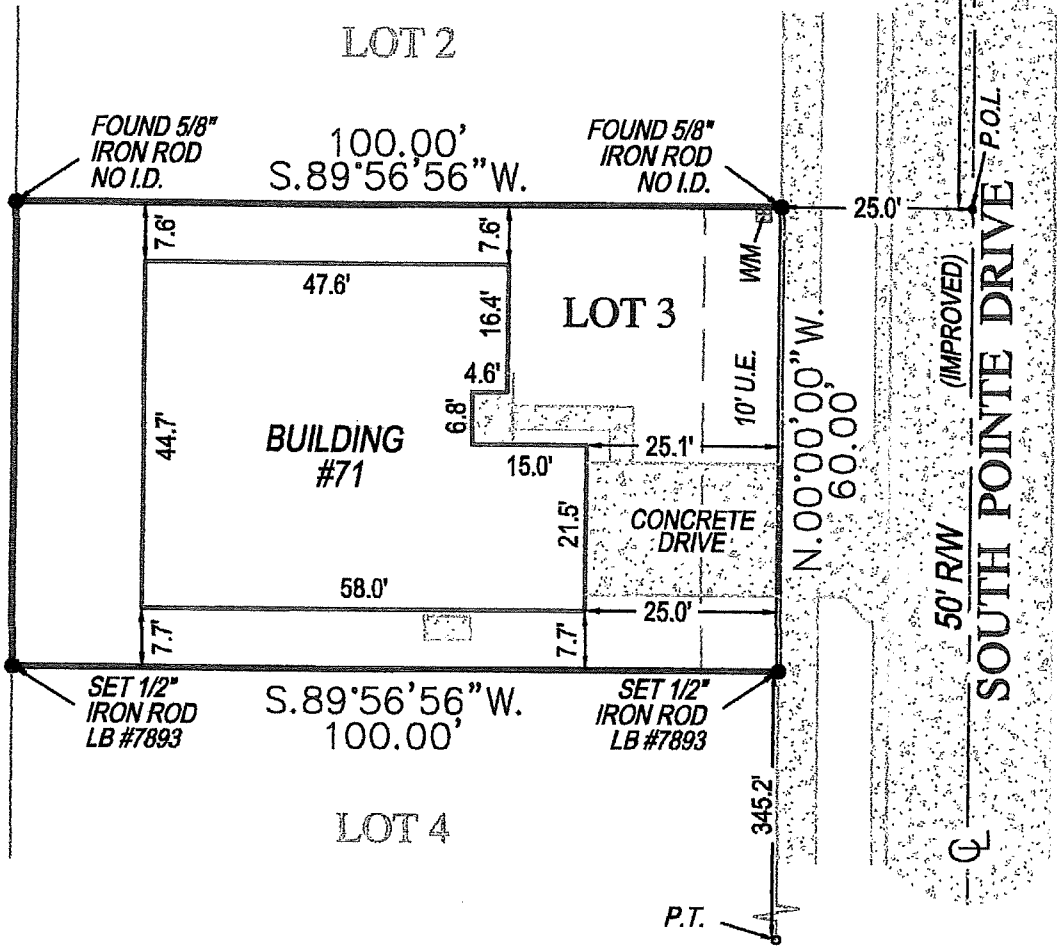 LOT 2
FOUND 5/8"
IRON ROD
NO I.D.
100.00'
S.89°56'56"W.
FOUND 5/8"
IRON ROD
NO I.D.
25.0'
P.O.L.
7.6'
7.6'
WM
47.6'
16.4'
LOT 3
4.6'
6.8'
10' U.E.
44.7'
BUILDING
#71
15.0'
25.1'
21.5'
CONCRETE
DRIVE
N.00°00'00"W.
60.00'
(IMPROVED)
50' R/W
SOUTH POINTE DRIVE
58.0'
25.0'
7.7'
7.7'
SET 1/2"
IRON ROD
LB #7893
S.89°56'56"W.
100.00'
SET 1/2"
IRON ROD
LB #7893
345.2'
LOT 4
CL
P.T.